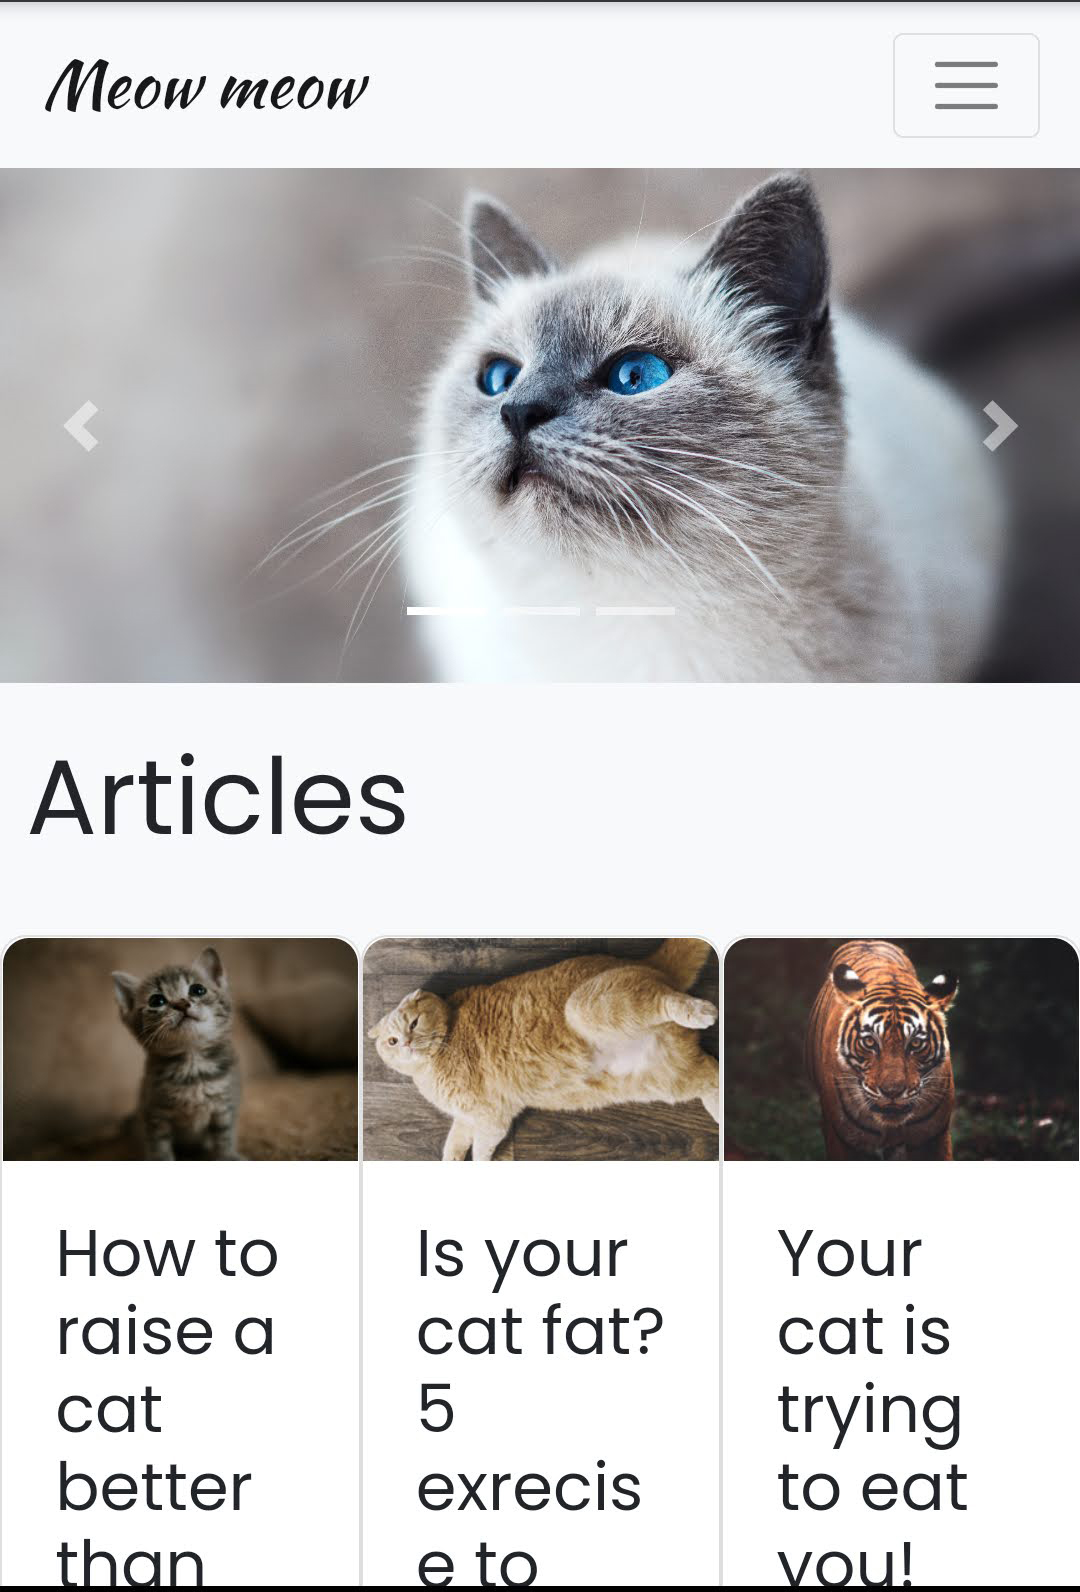 Meow meow
Articles
How to
raise a
cat
better
than
Is your
cat fat?
5
exrecis
e to
Your
cat is
trying
to eat
you!